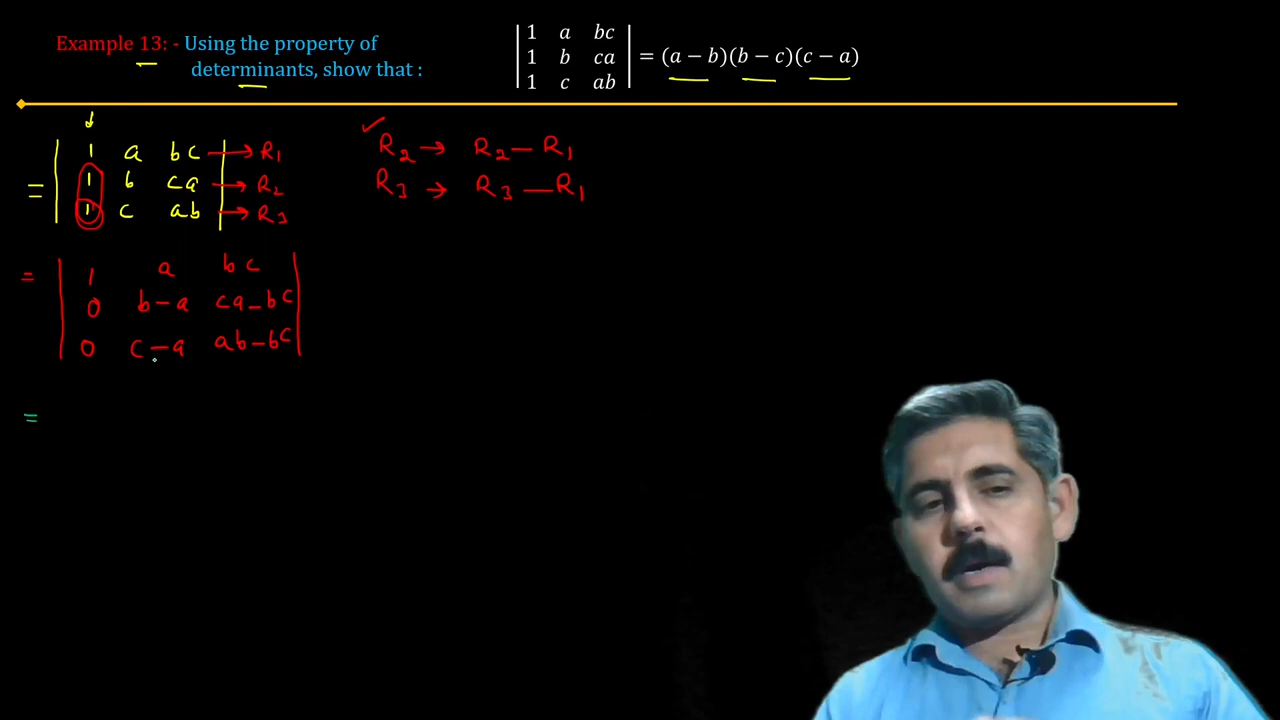 Example 13: - Using the property of
determinants, show that :
1 a bc
1 b ca
1 c ab
= (a − b)(b − c)(c − a)
= 1 a bc → R1
1 b ca → R2
1 c ab → R3
R2 → R2 — R1
R3 → R3 — R1
= 1 a bc
0 b-a ca-bc
0 c-a ab-bc
=